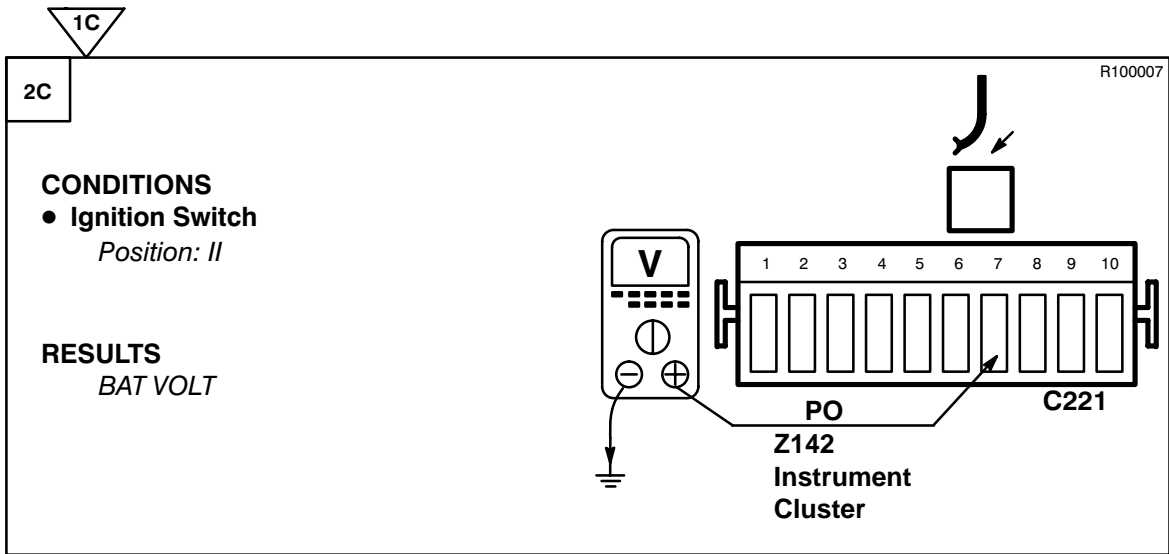 1C
2C
R100007
CONDITIONS
● Ignition Switch
Position: II
RESULTS
BAT VOLT
V
1 2 3 4 5 6 7 8 9 10
− +
PO
C221
Z142
Instrument
Cluster